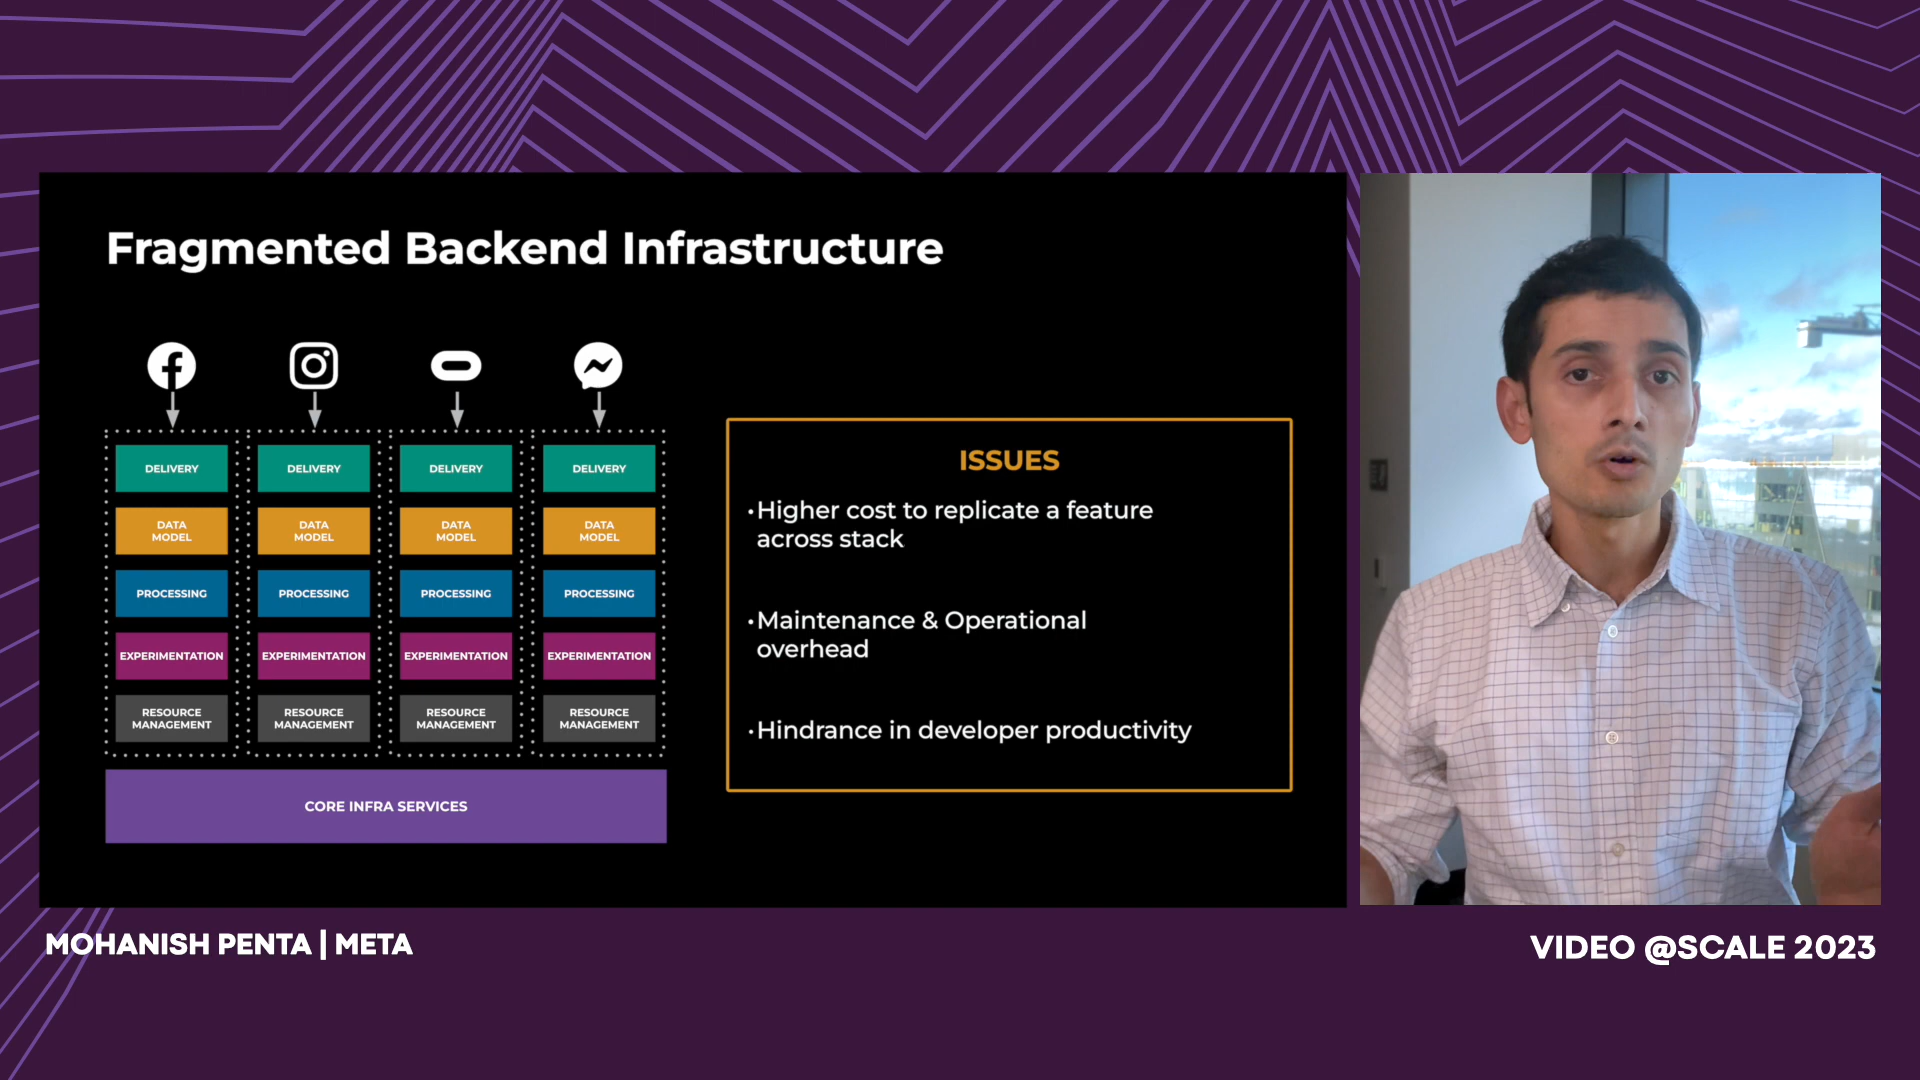 Fragmented Backend Infrastructure
DELIVERY DELIVERY DELIVERY DELIVERY
DATA DATA DATA DATA
MODEL MODEL MODEL MODEL
PROCESSING PROCESSING PROCESSING PROCESSING
EXPERIMENTATION EXPERIMENTATION EXPERIMENTATION EXPERIMENTATION
RESOURCE RESOURCE RESOURCE RESOURCE
MANAGEMENT MANAGEMENT MANAGEMENT MANAGEMENT
CORE INFRA SERVICES
ISSUES
•Higher cost to replicate a feature
across stack
•Maintenance & Operational
overhead
•Hindrance in developer productivity
MOHANISH PENTA | META
VIDEO @SCALE 2023